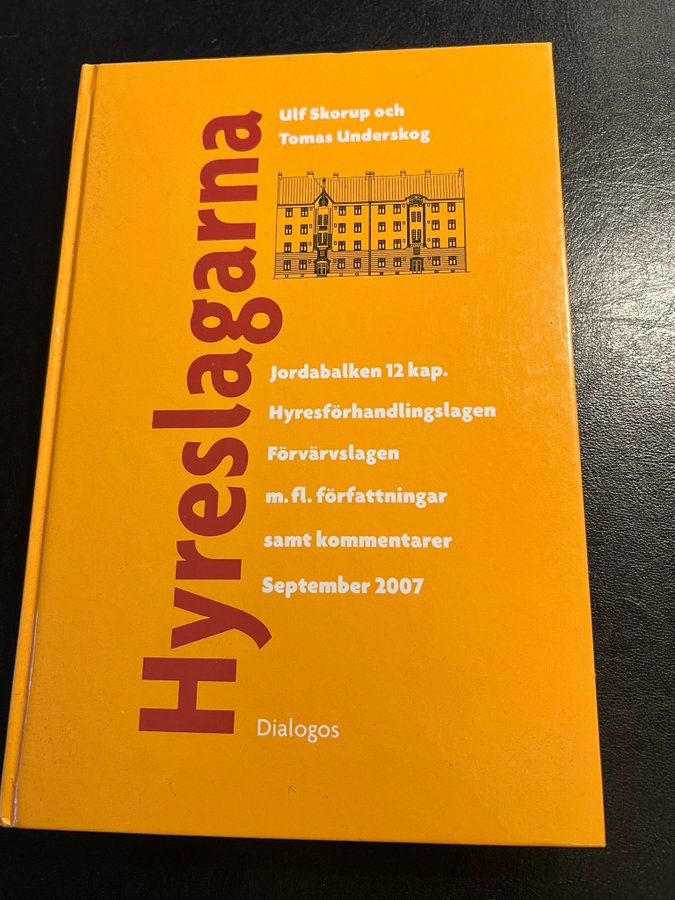 Ulf Skorup och
Tomas Underskog
Hyreslagarna
Jordabalken 12 kap.
Hyresförhandlingslagen
Förvärvslagen
m. fl. författningar
samt kommentarer
September 2007
Dialogos